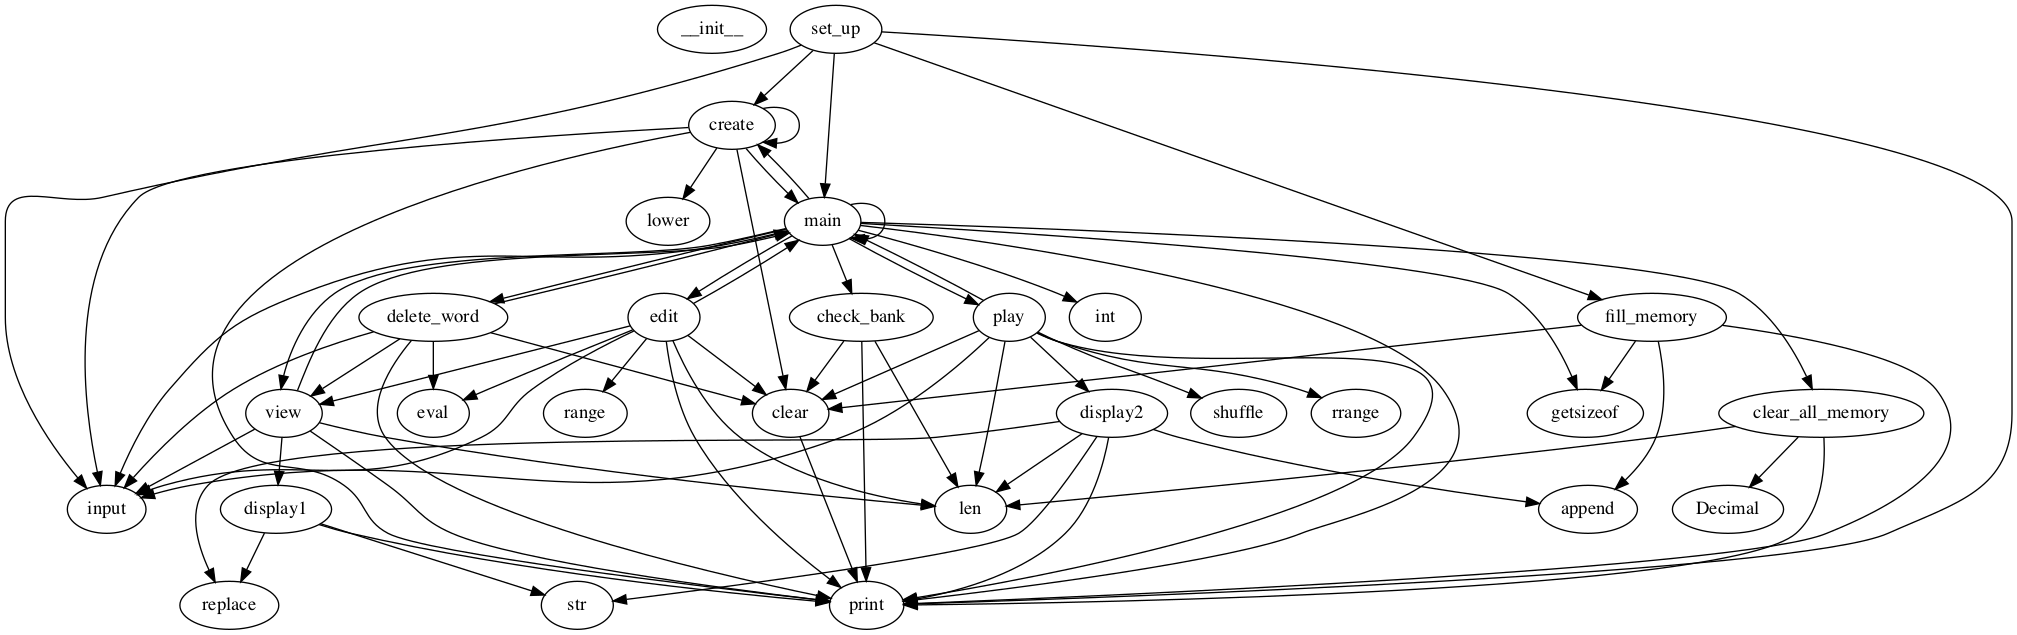 __init__
set_up
create
lower
main
delete_word
edit
check_bank
play
int
fill_memory
view
eval
range
clear
display2
shuffle
rrange
getsizeof
clear_all_memory
input
display1
len
append
Decimal
replace
str
print